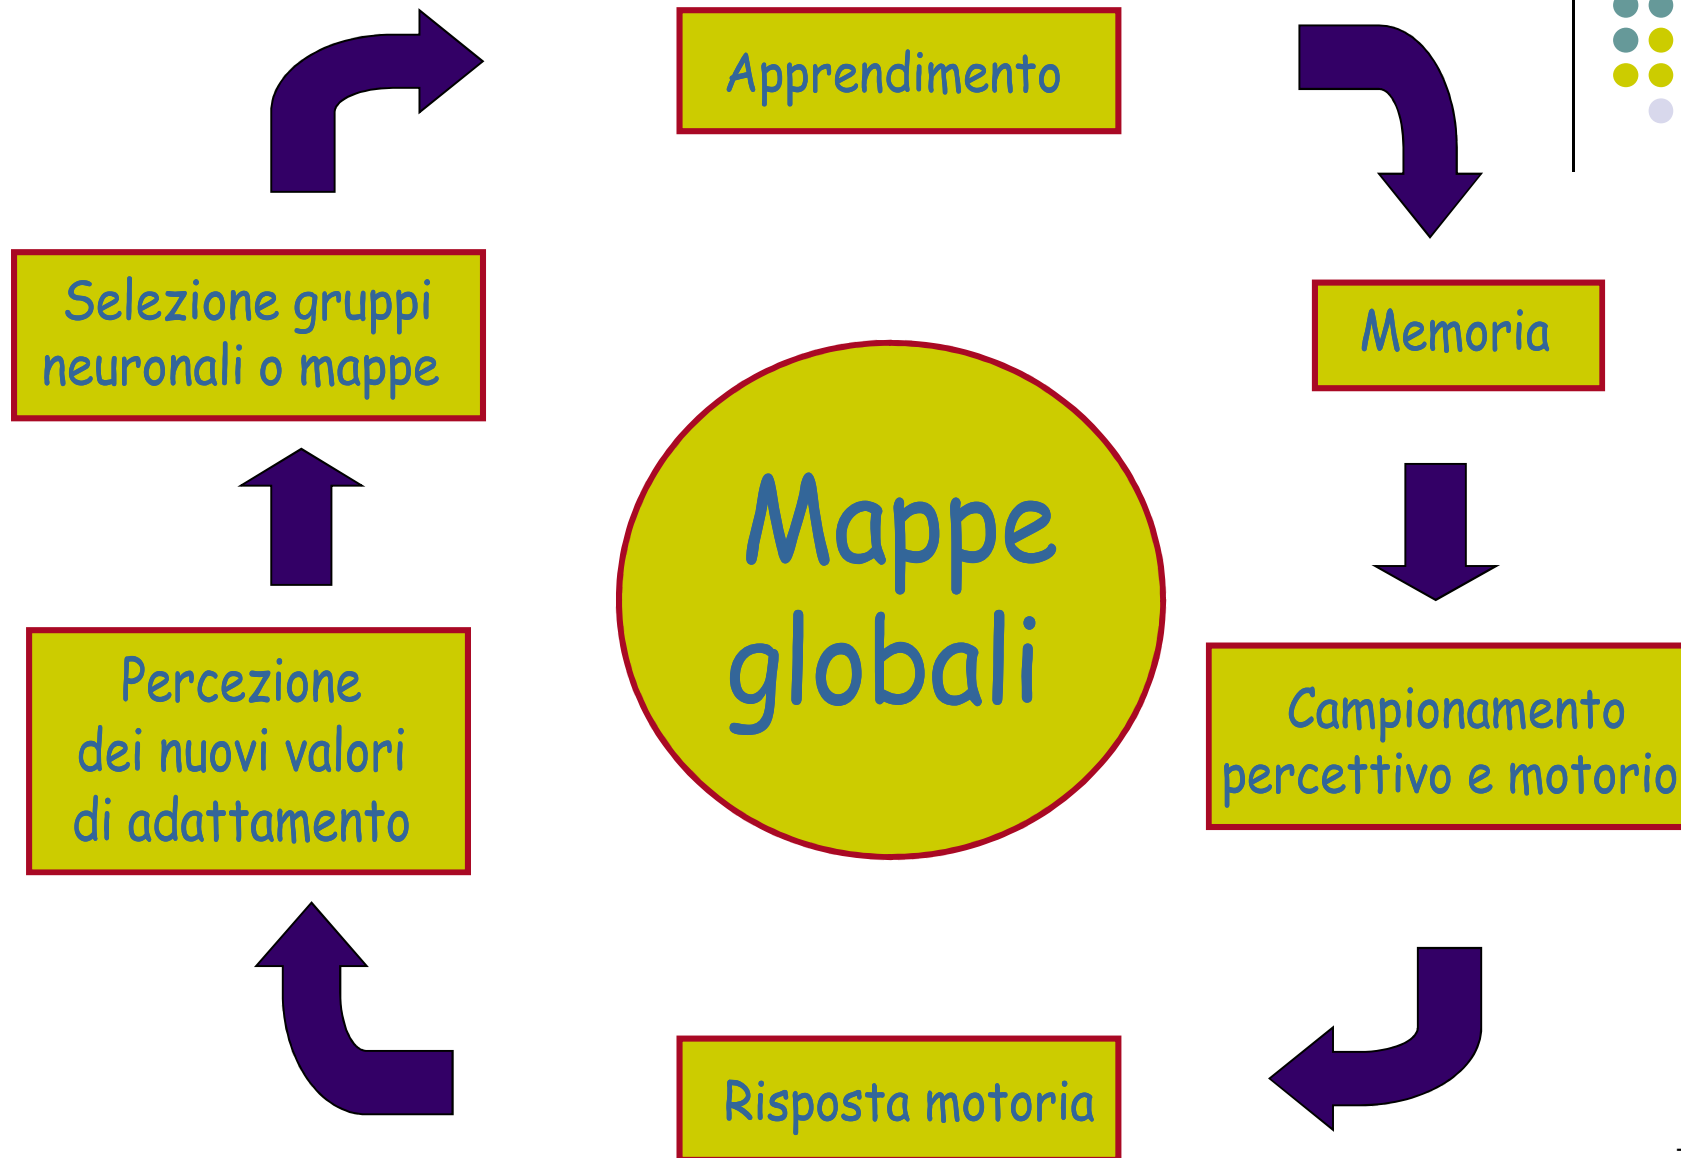 Apprendimento
Selezione gruppi
neuronali o mappe
Memoria
Mappe
globali
Percezione
dei nuovi valori
di adattamento
Campionamento
percettivo e motorio
Risposta motoria